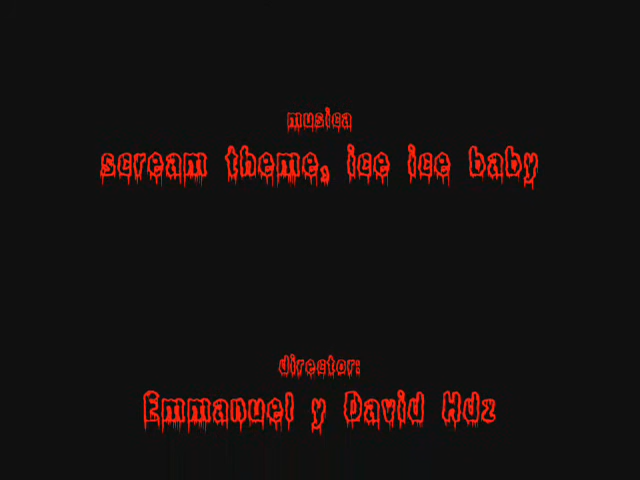 musica
scream theme, ice ice baby
director:
Emmanuel y David Hdz